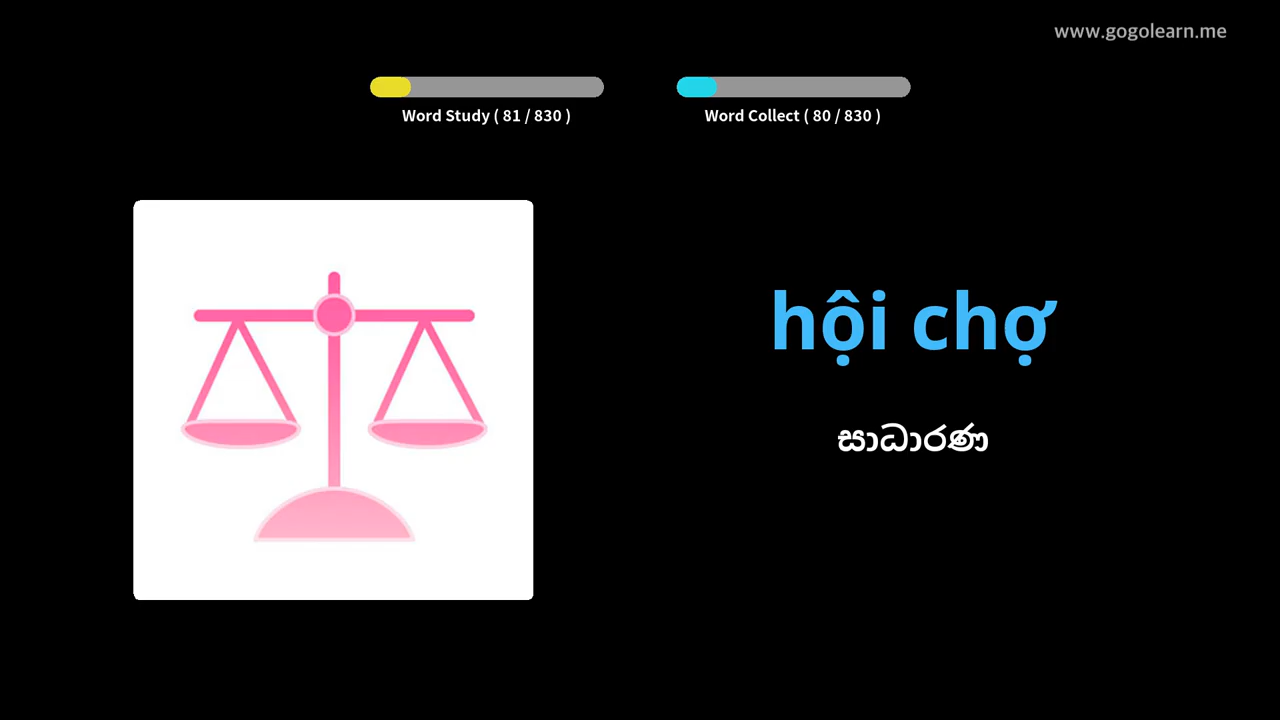 www.gogolearn.me
Word Study ( 81 / 830 )
Word Collect ( 80 / 830 )
hội chợ
සාධාරණ